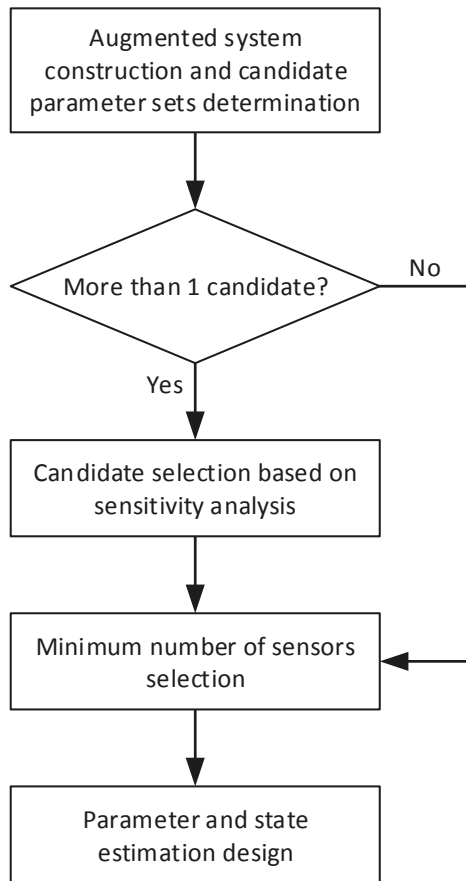 Augmented system
construction and candidate
parameter sets determination
More than 1 candidate?
No
Yes
Candidate selection based on
sensitivity analysis
Minimum number of sensors
selection
Parameter and state
estimation design